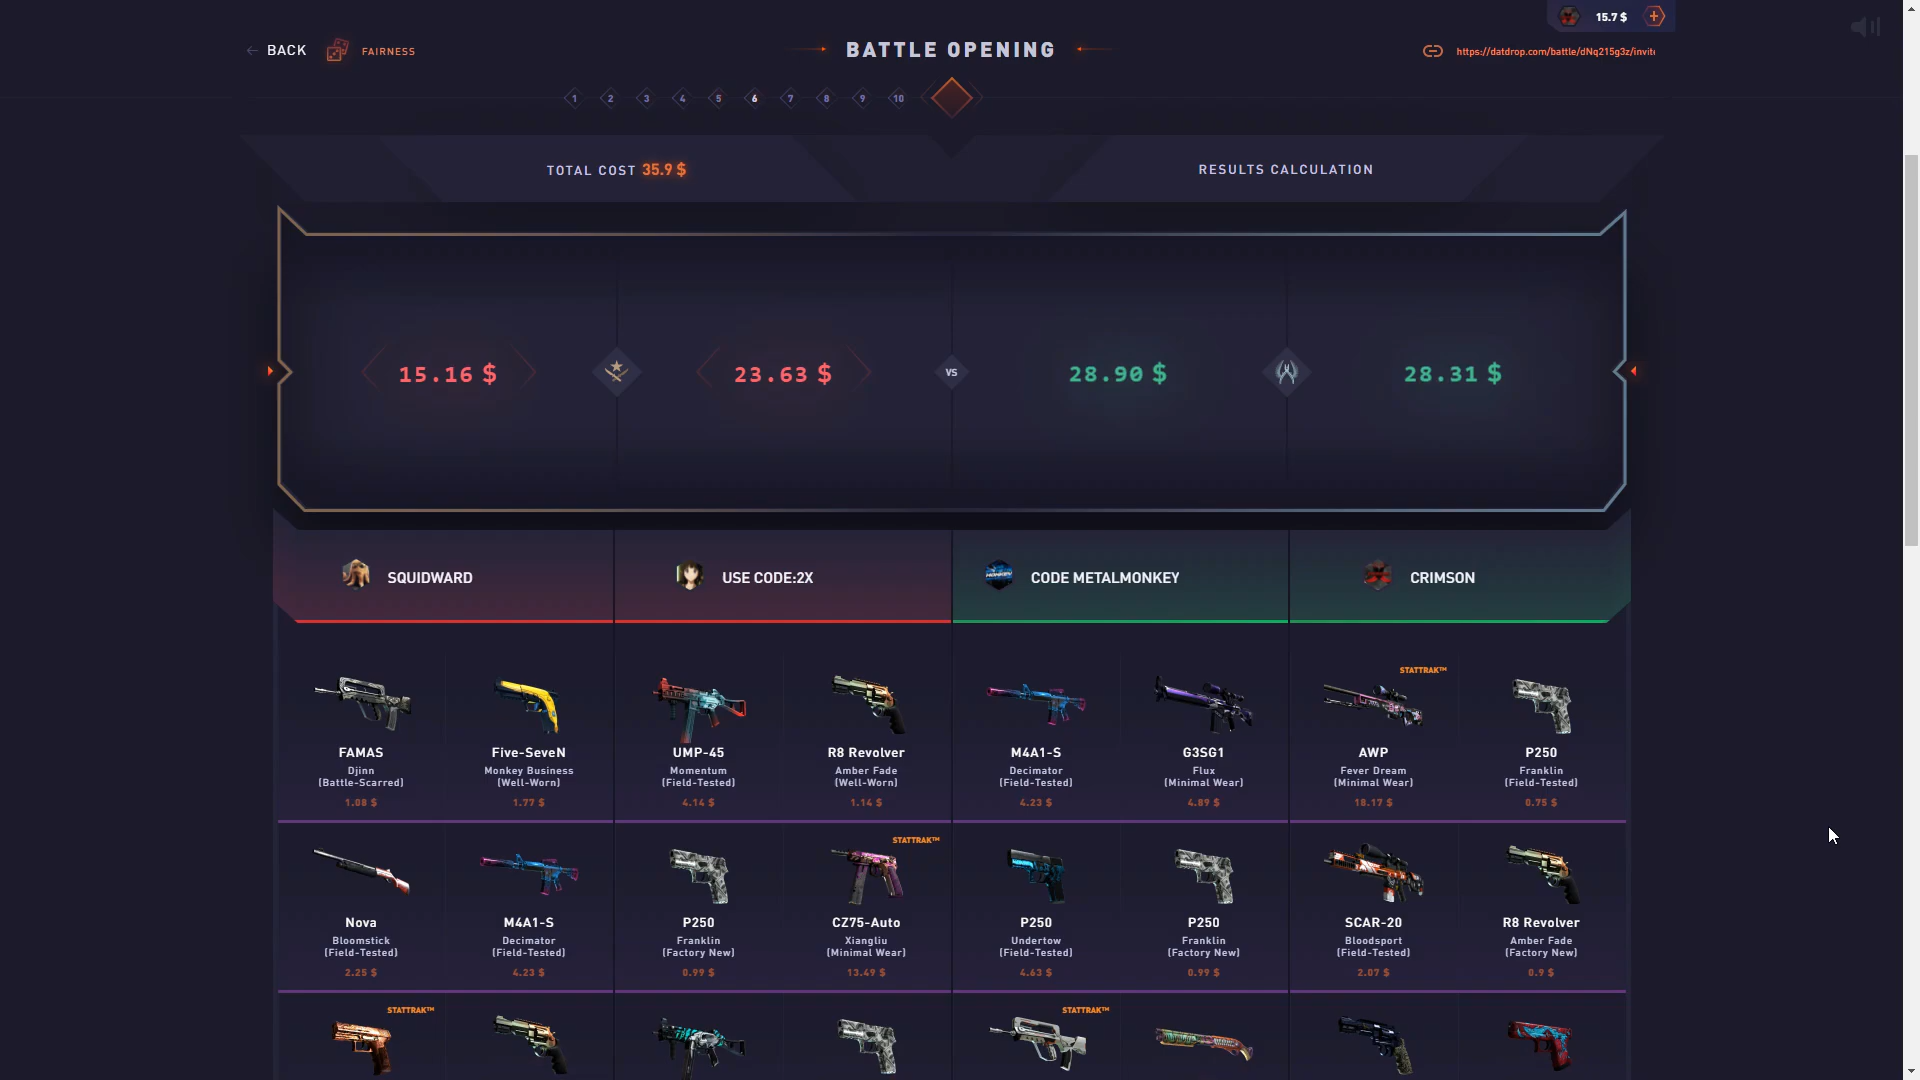 15.7 $
BACK
FAIRNESS
BATTLE OPENING
https://datdrop.com/battle/dNq215g3z/invite
1 2 3 4 5 6 7 8 9 10
TOTAL COST 35.9 $
RESULTS CALCULATION
15.16 $
23.63 $
VS
28.90 $
28.31 $
SQUIDWARD
USE CODE:2X
CODE METALMONKEY
CRIMSON
FAMAS
Djinn
(Battle-Scarred)
1.08 $
Five-SeveN
Monkey Business
(Well-Worn)
1.77 $
UMP-45
Momentum
(Field-Tested)
4.14 $
R8 Revolver
Amber Fade
(Well-Worn)
1.14 $
M4A1-S
Decimator
(Field-Tested)
4.23 $
G3SG1
Flux
(Minimal Wear)
4.89 $
STATTRAK™
AWP
Fever Dream
(Minimal Wear)
18.17 $
P250
Franklin
(Field-Tested)
0.75 $
Nova
Bloomstick
(Field-Tested)
2.25 $
M4A1-S
Decimator
(Field-Tested)
4.23 $
P250
Franklin
(Factory New)
0.99 $
STATTRAK™
CZ75-Auto
Xiangliu
(Minimal Wear)
13.49 $
P250
Undertow
(Field-Tested)
4.63 $
P250
Franklin
(Factory New)
0.99 $
SCAR-20
Bloodsport
(Field-Tested)
2.07 $
R8 Revolver
Amber Fade
(Factory New)
0.9 $
STATTRAK™
STATTRAK™